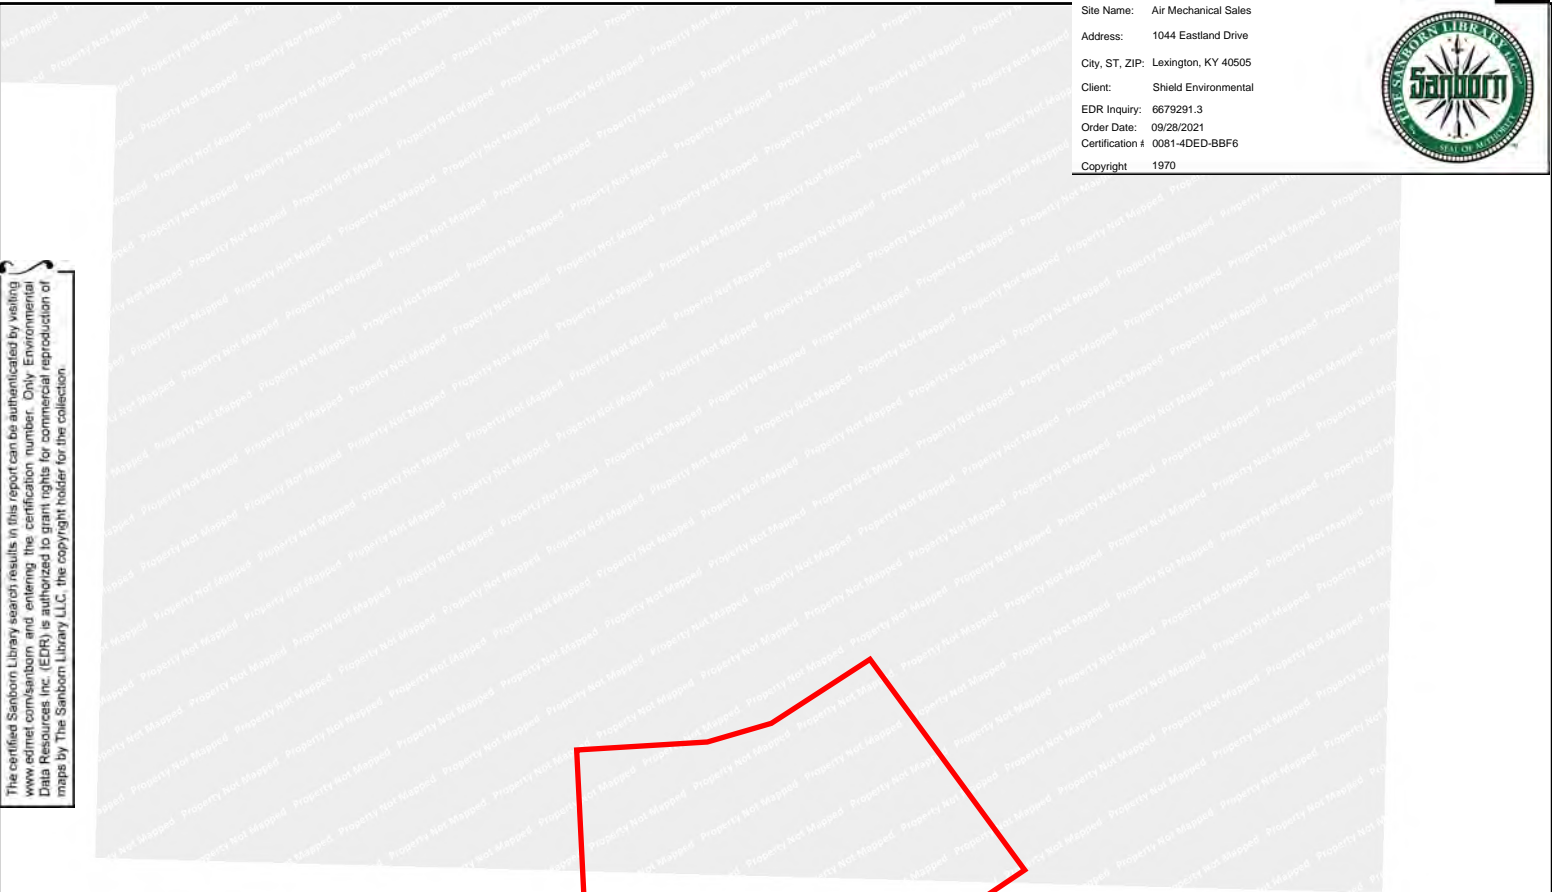 Site Name: Air Mechanical Sales
Address: 1044 Eastland Drive
City, ST, ZIP: Lexington, KY 40505
Client: Shield Environmental
EDR Inquiry: 6679291.3
Order Date: 09/28/2021
Certification # 0081-4DED-BBF6
Copyright 1970
THE SANBORN LIBRARY, LLC
Sanborn
SEAL OF AUTHORITY
The certified Sanborn Library search results in this report can be authenticated by visiting
www.edrnet.com/sanborn and entering the certification number. Only Environmental
Data Resources Inc. (EDR) is authorized to grant rights for commercial reproduction of
maps by The Sanborn Library LLC, the copyright holder for the collection.
Property Not Mapped